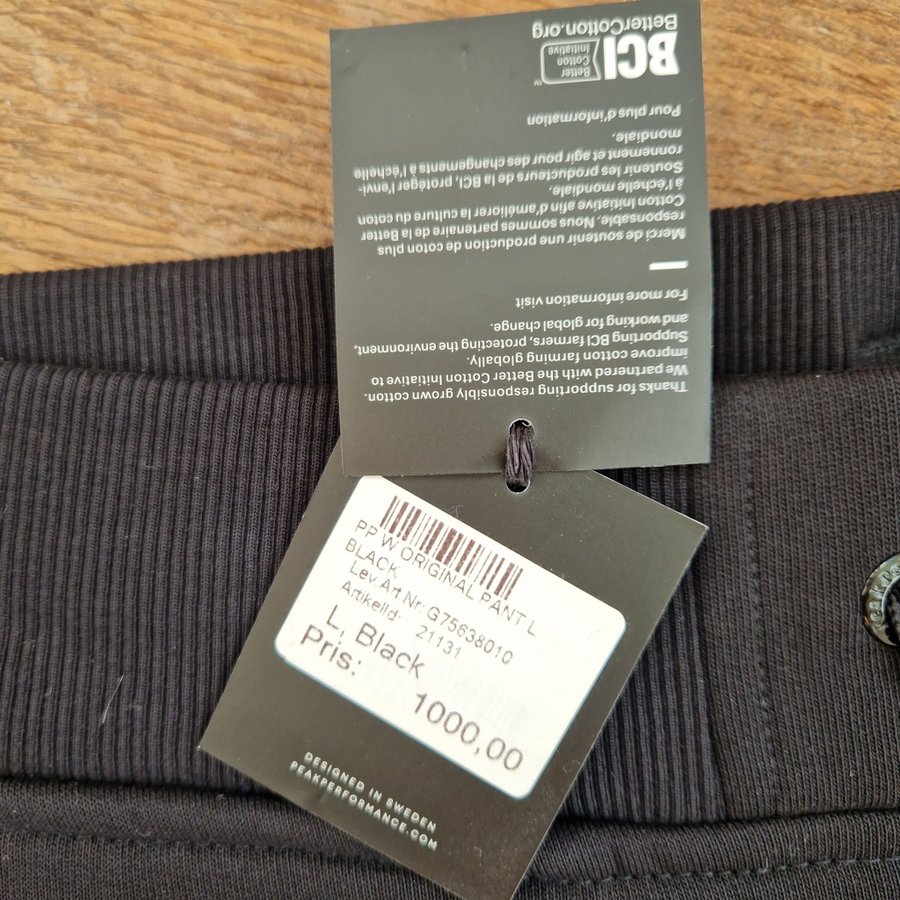 Thanks for supporting responsibly grown cotton.
We partnered with the Better Cotton Initiative to
improve cotton farming globally.
Supporting BCI farmers, protecting the environment,
and working for global change.
For more information visit
Merci de soutenir une production de coton plus
responsable. Nous sommes partenaire de la Better
Cotton Initiative afin d'améliorer la culture du coton
à l'échelle mondiale.
Soutenir les producteurs de la BCI, protéger l'envi-
ronnement et agir pour des changements à l'échelle
mondiale.
Pour plus d'information
BCI
Better
Cotton
Initiative
TM
BetterCotton.org
PP W ORIGINAL PANT L
BLACK
Lev.Art.Nr: G75638010
ArtikelId: 21131
L, Black
Pris: 1000,00
DESIGNED IN SWEDEN
PEAKPERFORMANCE.COM